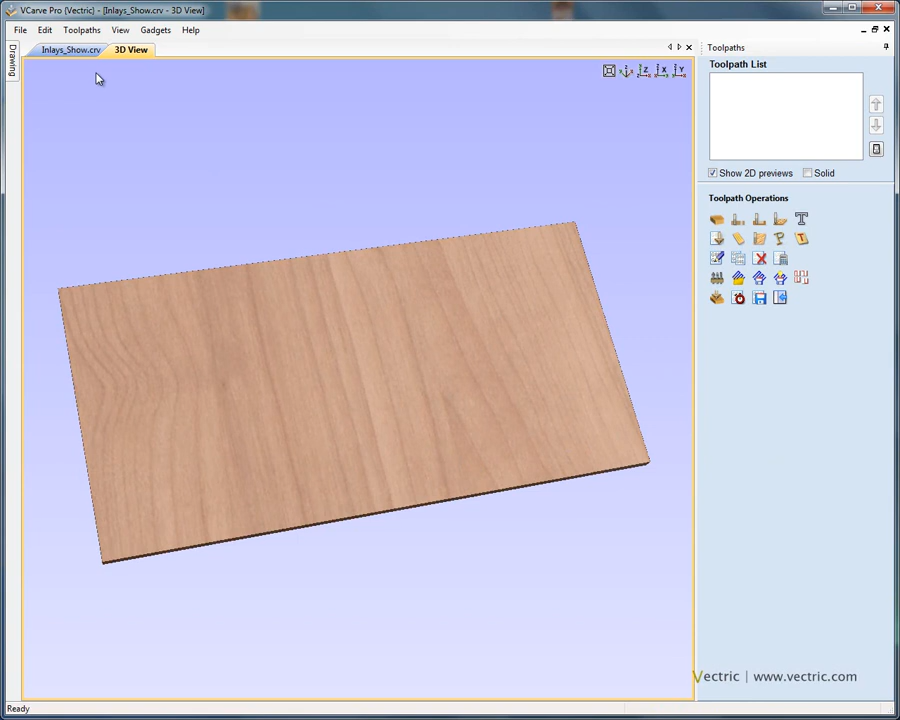 VCarve Pro {Vectric} - [Inlays_Show.crv - 3D View]
File Edit Toolpaths View Gadgets Help
Inlays_Show.crv 3D View
Drawing
Toolpaths
Toolpath List
Show 2D previews Solid
Toolpath Operations
Vectric | www.vectric.com
Ready